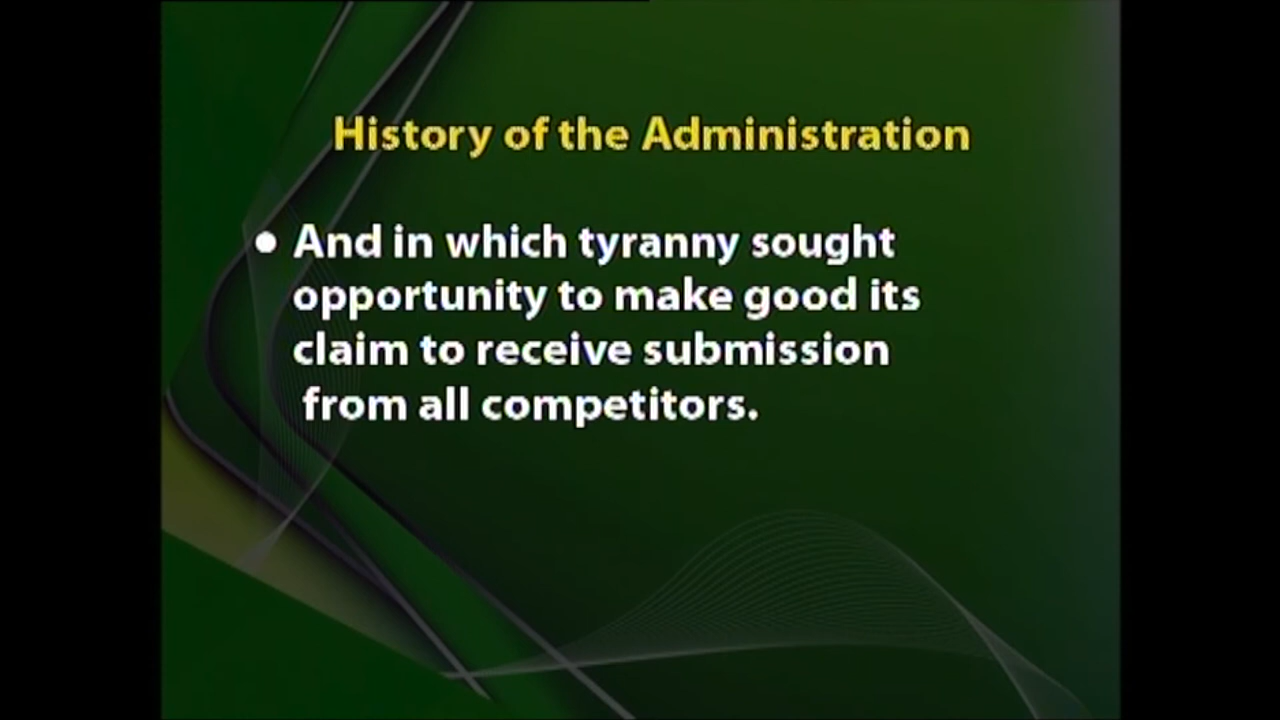 History of the Administration
• And in which tyranny sought
opportunity to make good its
claim to receive submission
from all competitors.